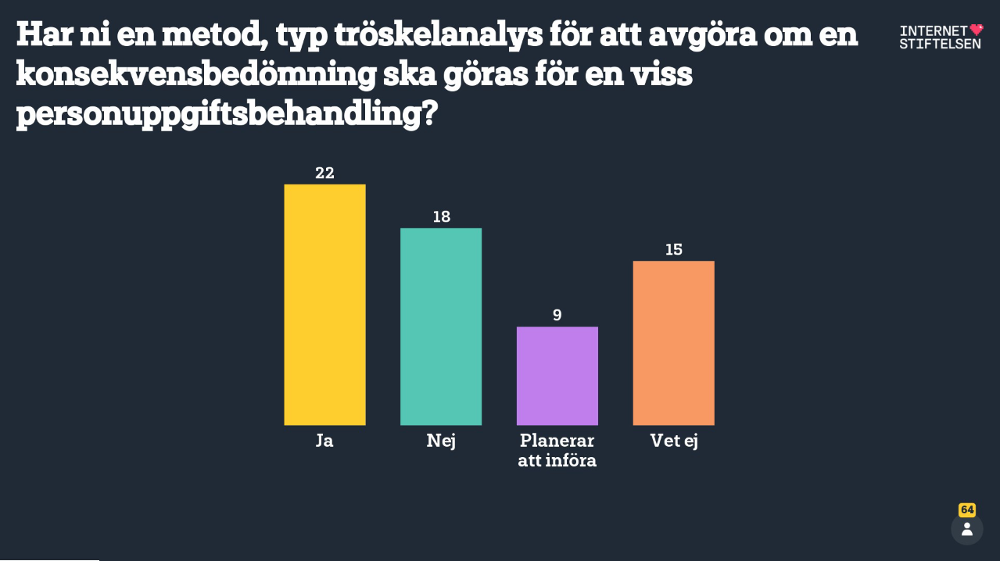 Har ni en metod, typ tröskelanalys för att avgöra om en
konsekvensbedömning ska göras för en viss
personuppgiftsbehandling?
INTERNET
STIFTELSEN
22
18
9
15
Ja
Nej
Planerar
att införa
Vet ej
64